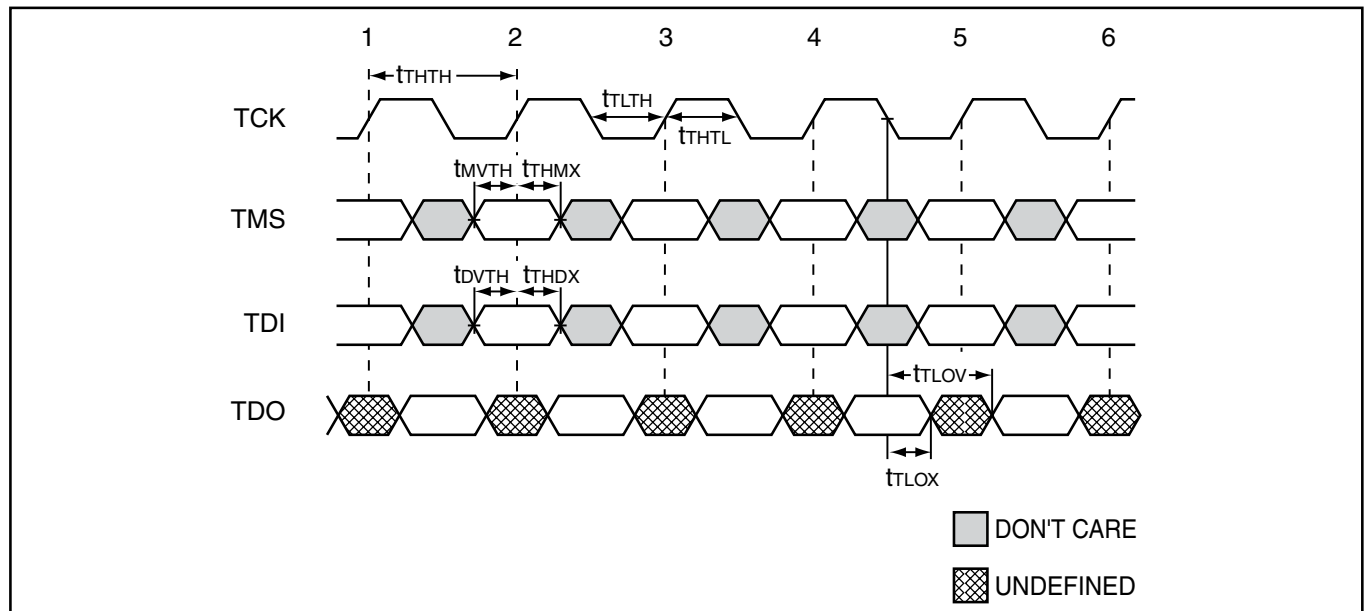 1 2 3 4 5 6
tTHTH
TCK
tTLTH
tTHTL
tMVTH tTHMX
TMS
tDVTH tTHDX
TDI
tTLOV
TDO
tTLOX
DON'T CARE
UNDEFINED